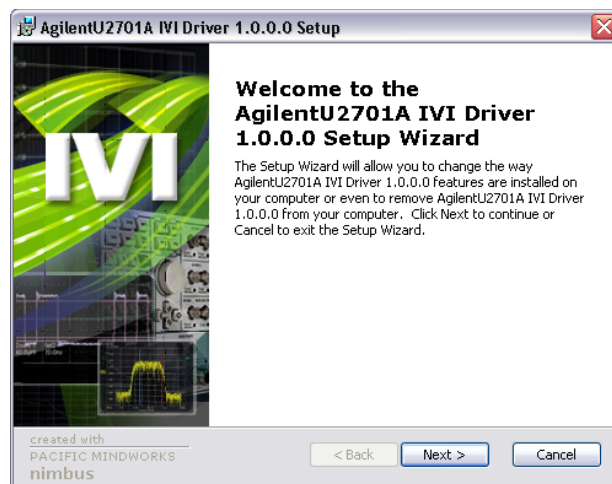 AgilentU2701A IVI Driver 1.0.0.0 Setup
IVI
Welcome to the
AgilentU2701A IVI Driver
1.0.0.0 Setup Wizard
The Setup Wizard will allow you to change the way
AgilentU2701A IVI Driver 1.0.0.0 features are installed on
your computer or even to remove AgilentU2701A IVI Driver
1.0.0.0 from your computer. Click Next to continue or
Cancel to exit the Setup Wizard.
created with
PACIFIC MINDWORKS
nimbus
< Back
Next >
Cancel